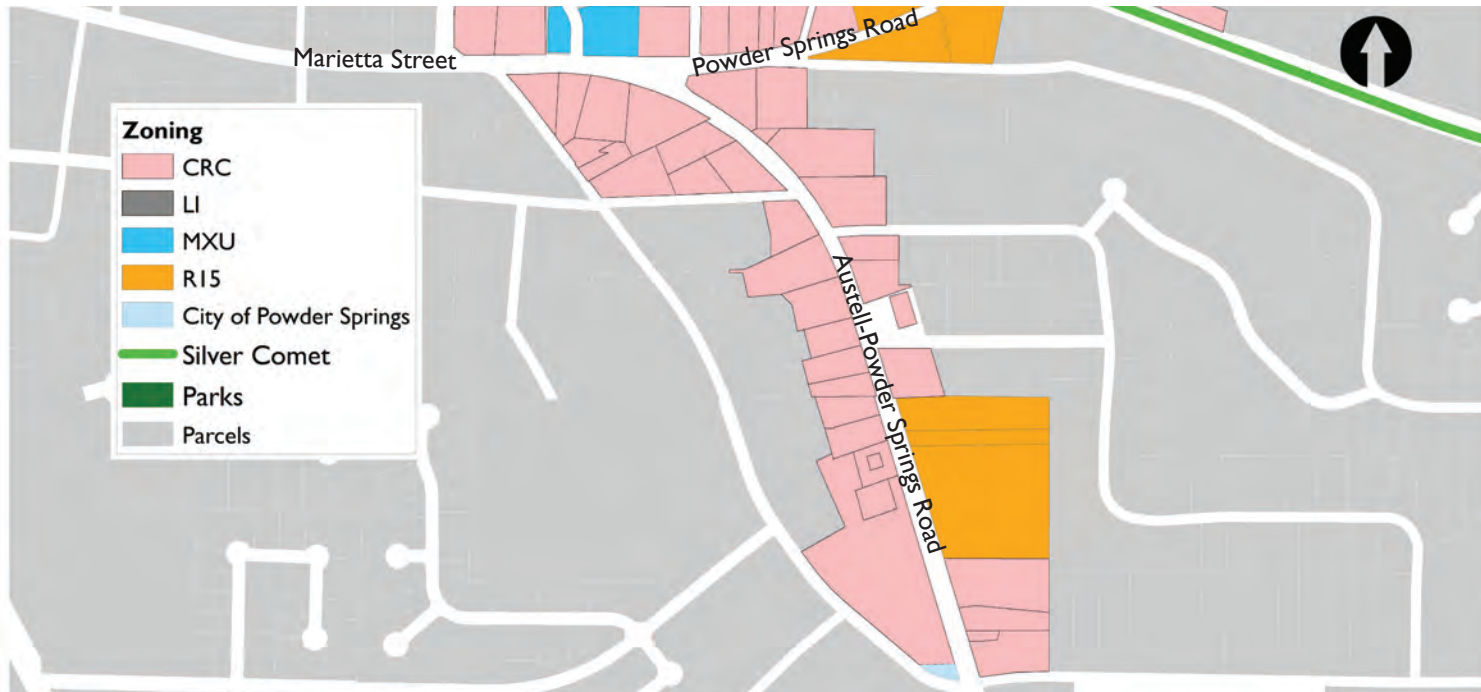 Marietta Street
Powder Springs Road
Zoning
CRC
LI
MXU
R15
City of Powder Springs
Silver Comet
Parks
Parcels
Austell-Powder Springs Road